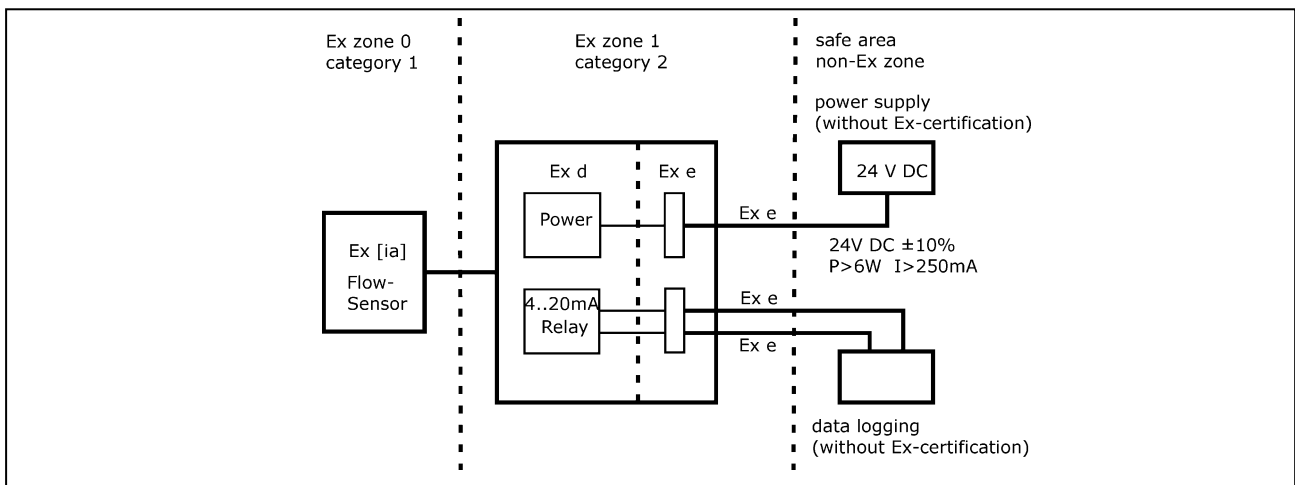 Ex zone 0
category 1
Ex zone 1
category 2
safe area
non-Ex zone
power supply
(without Ex-certification)
24 V DC
Ex d
Ex e
Power
Ex e
24V DC ±10%
P>6W I>250mA
Ex [ia]
Flow-
Sensor
4..20mA
Relay
Ex e
Ex e
data logging
(without Ex-certification)